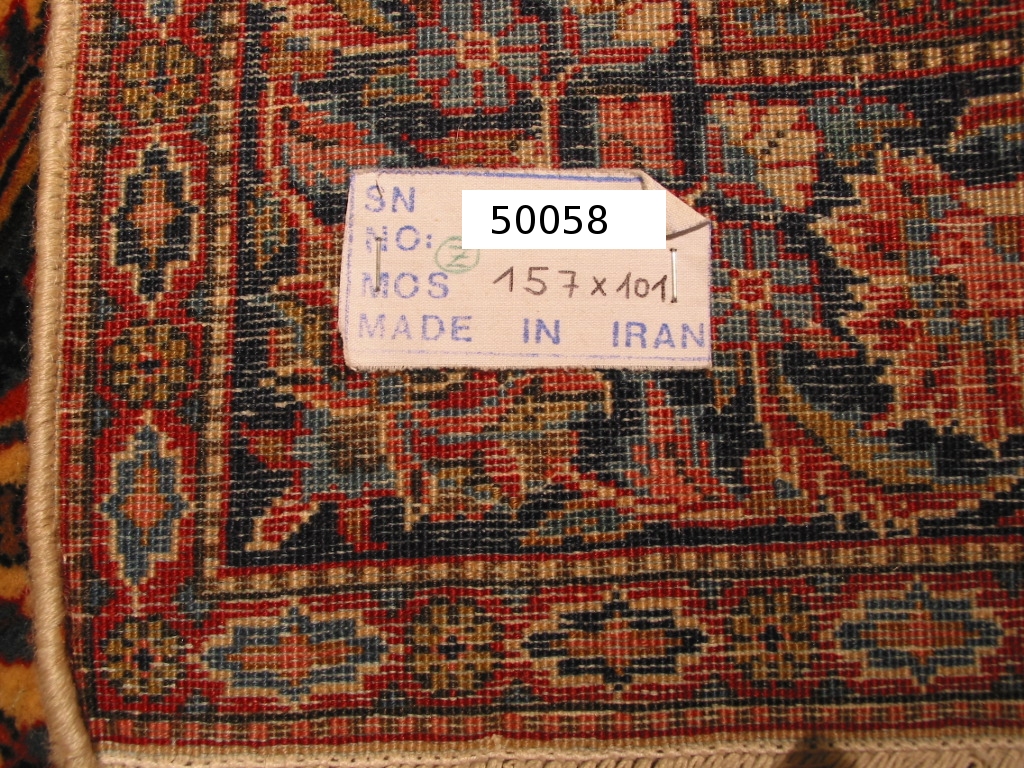 SN
NO: 50058
Z
MOS 157x101
MADE IN IRAN